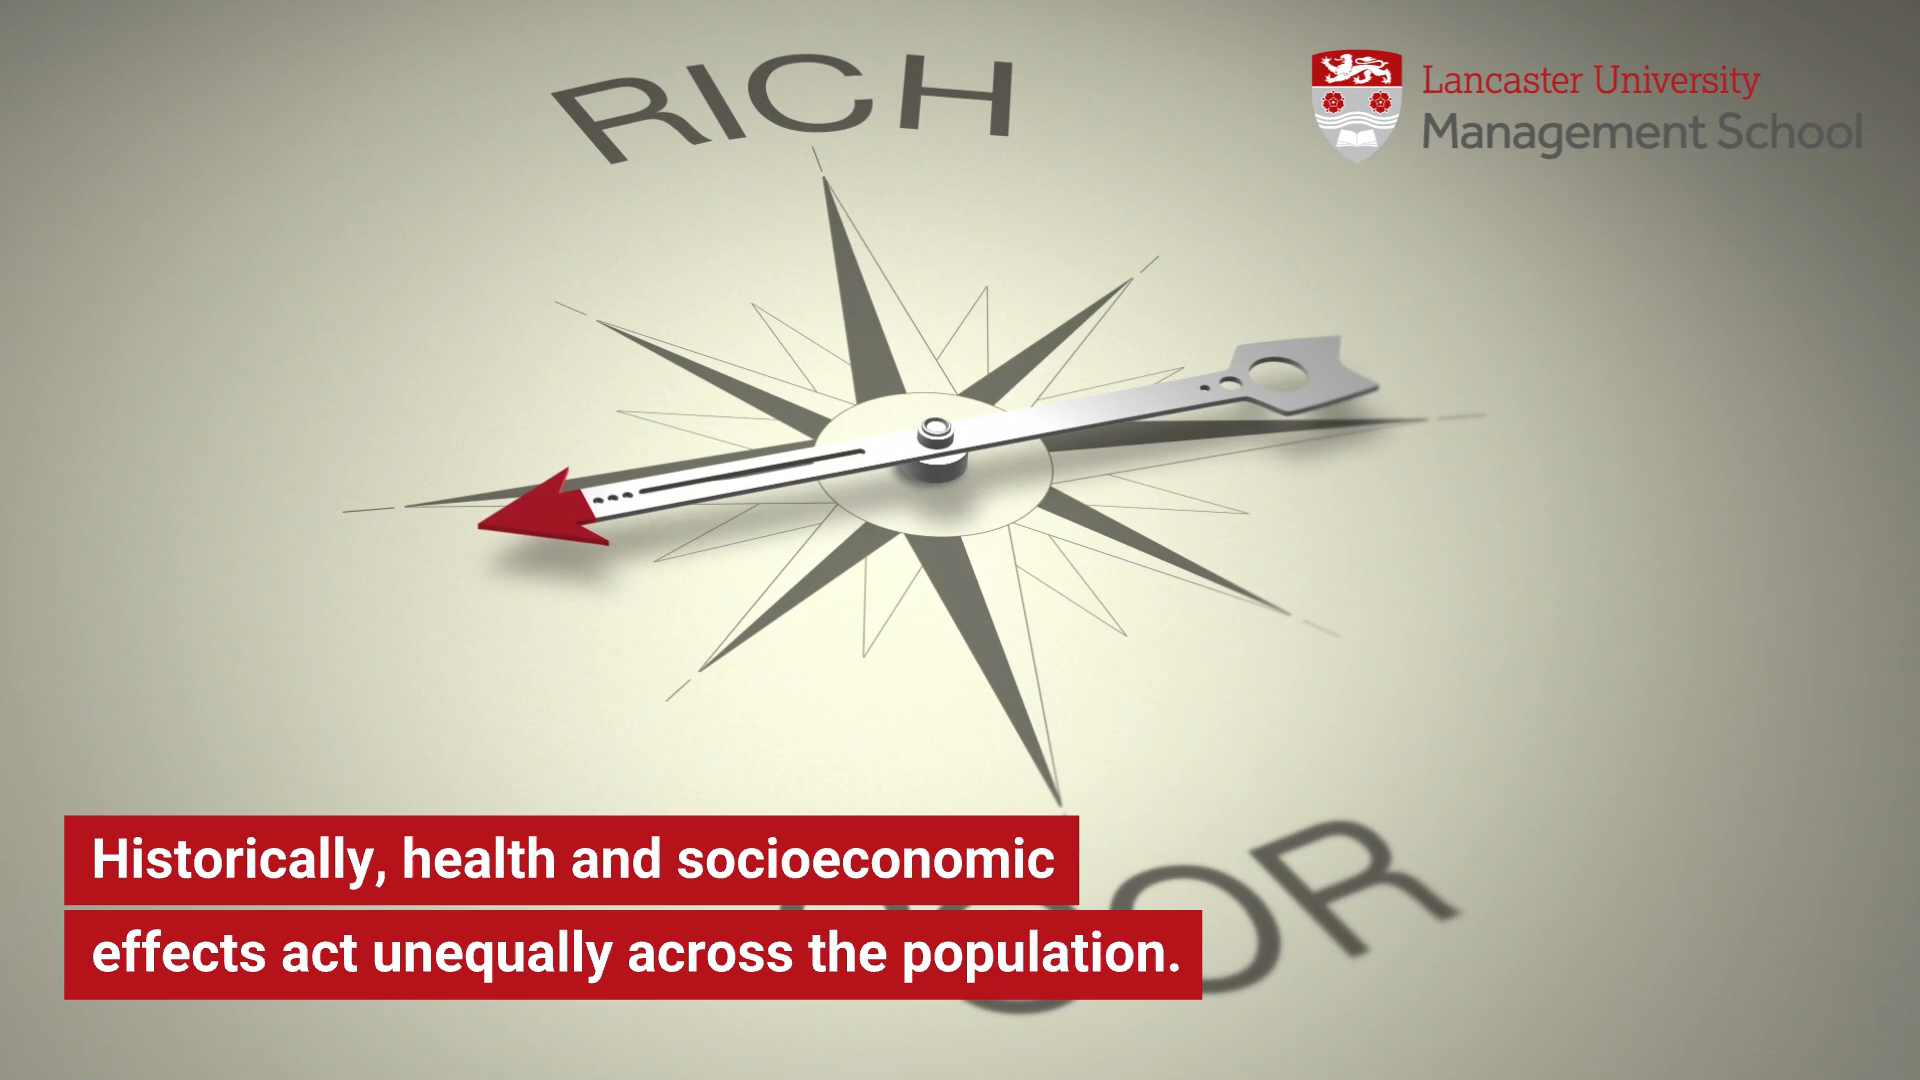 RICH
Lancaster University
Management School
Historically, health and socioeconomic
effects act unequally across the population.